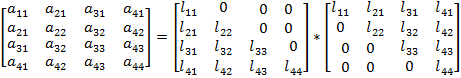 [a₁₁ a₂₁ a₃₁ a₄₁] = [l₁₁ 0 0 0] * [l₁₁ l₂₁ l₃₁ l₄₁]
[a₂₁ a₂₂ a₃₂ a₄₂] = [l₂₁ l₂₂ 0 0] * [0 l₂₂ l₃₂ l₄₂]
[a₃₁ a₃₂ a₃₃ a₄₃] = [l₃₁ l₃₂ l₃₃ 0] * [0 0 l₃₃ l₄₃]
[a₄₁ a₄₂ a₄₃ a₄₄] = [l₄₁ l₄₂ l₄₃ l₄₄] * [0 0 0 l₄₄]